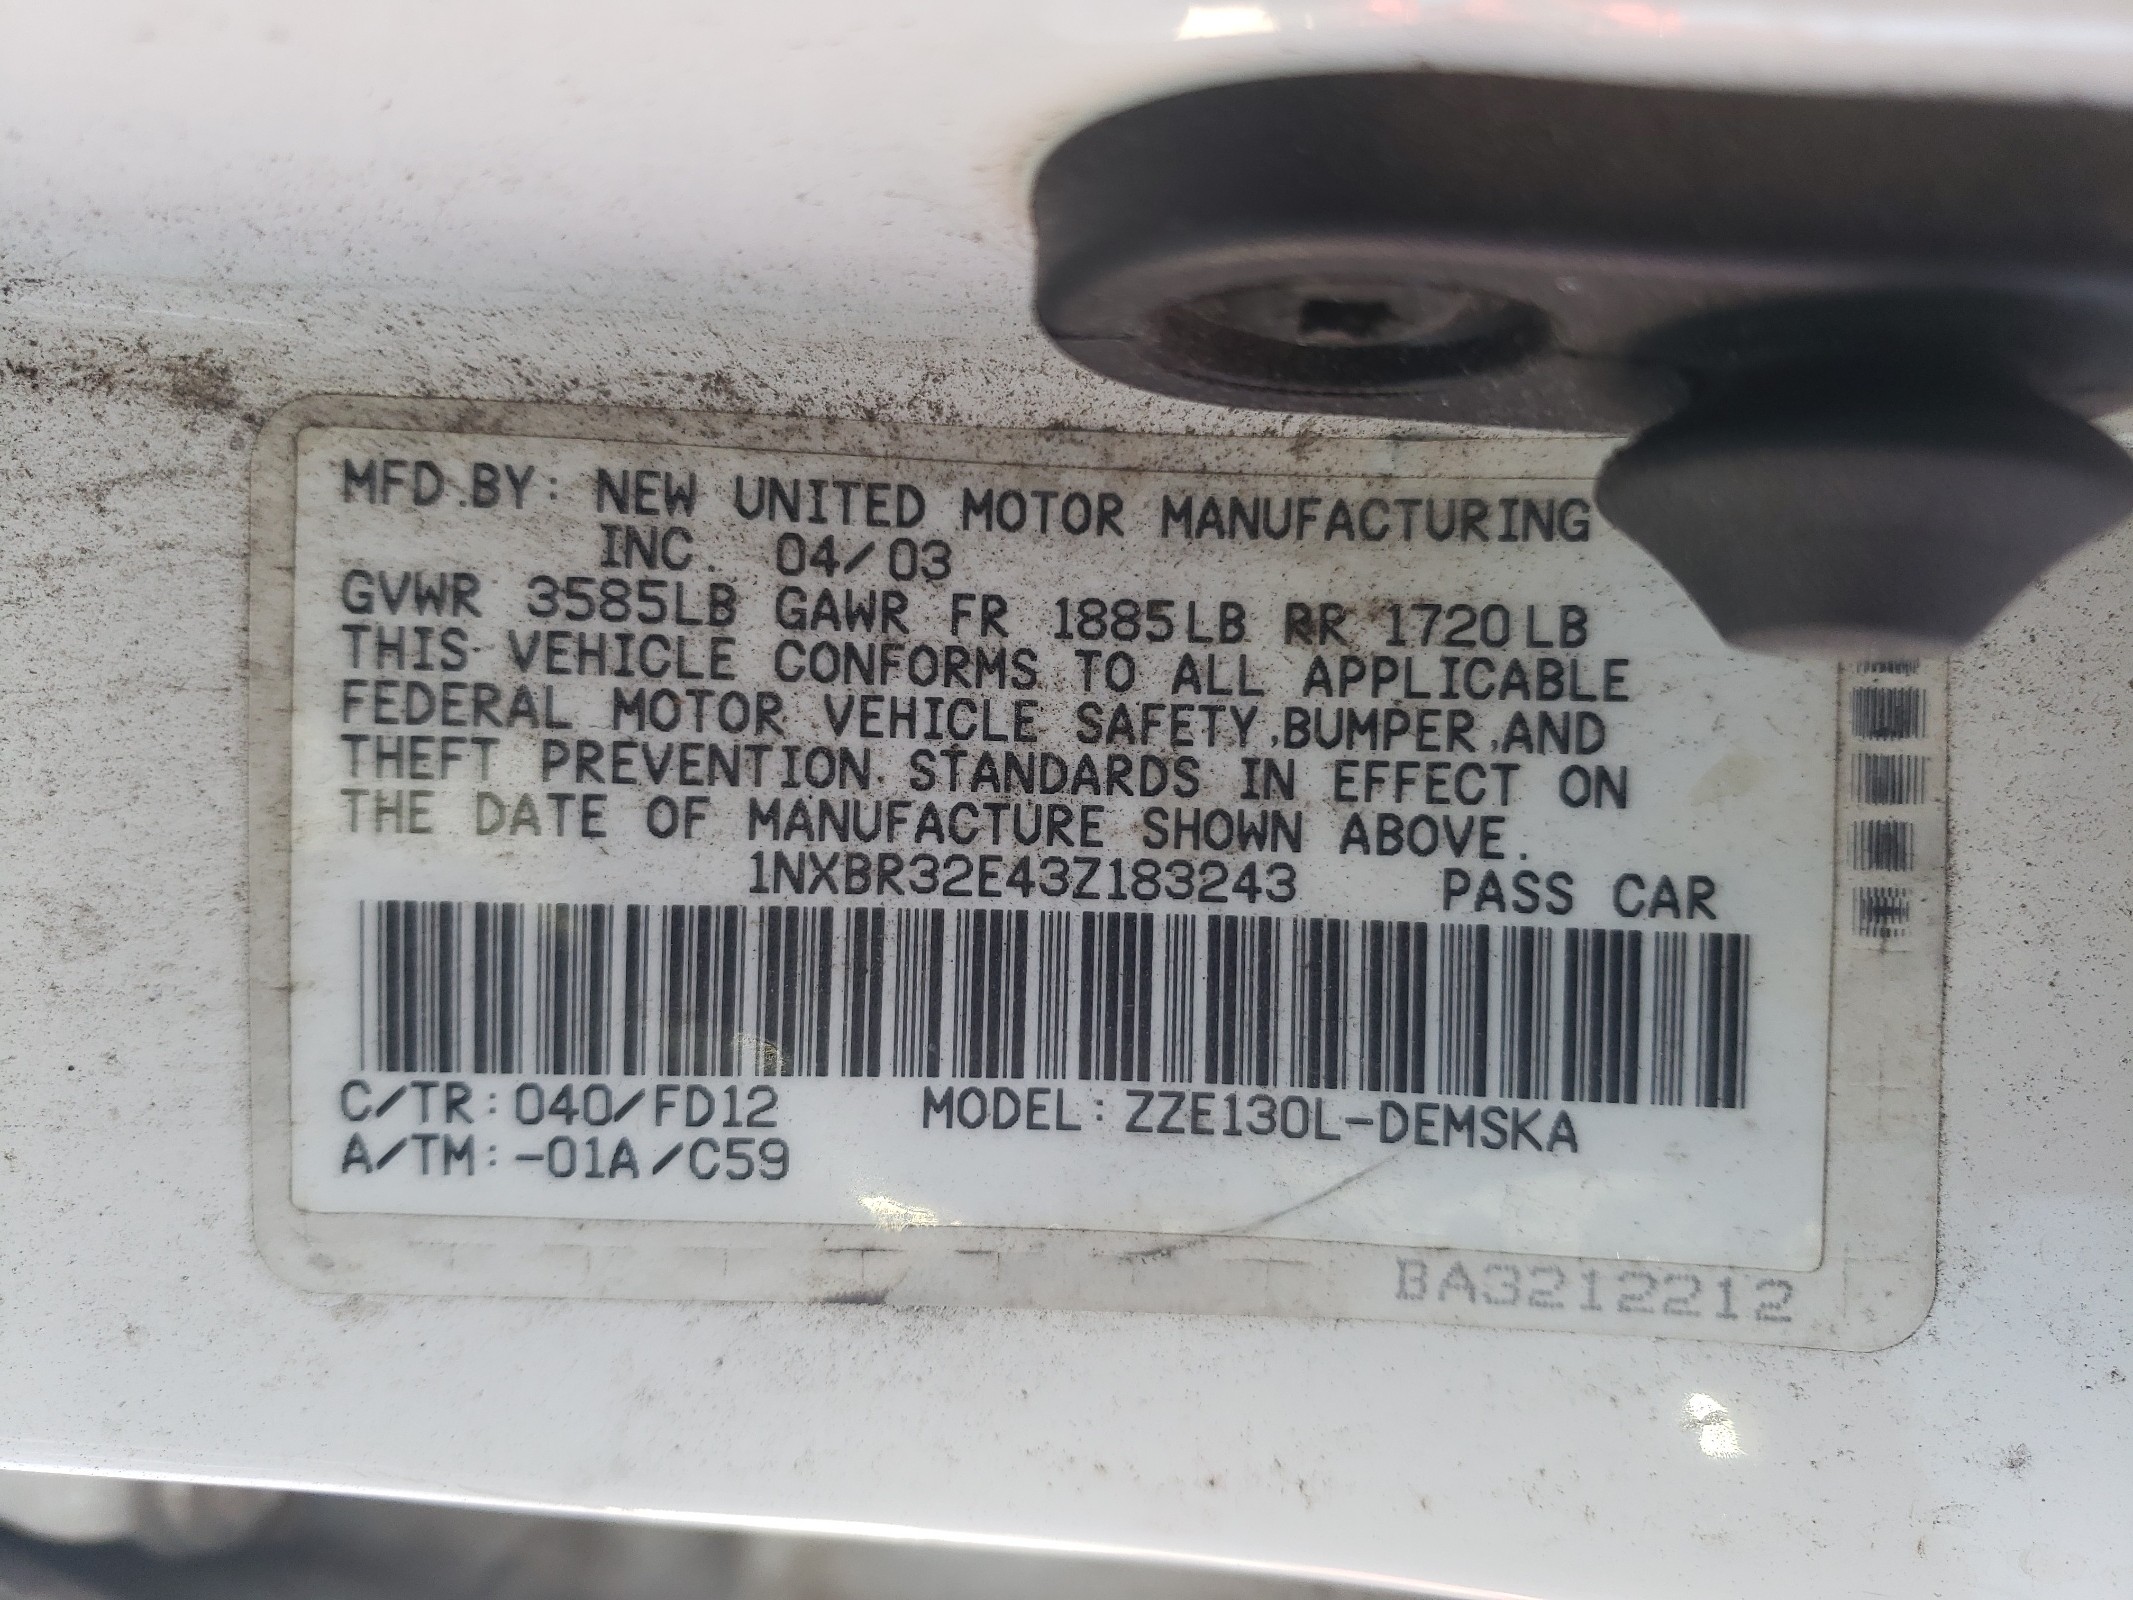 MFD.BY: NEW UNITED MOTOR MANUFACTURING
INC. 04/03
GVWR 3585LB GAWR FR 1885LB RR 1720LB
THIS VEHICLE CONFORMS TO ALL APPLICABLE
FEDERAL MOTOR VEHICLE SAFETY,BUMPER,AND
THEFT PREVENTION STANDARDS IN EFFECT ON
THE DATE OF MANUFACTURE SHOWN ABOVE.
1NXBR32E43Z183243 PASS CAR
C/TR:040/FD12 MODEL:ZZE130L-DEMSKA
A/TM:-01A/C59
BA3212212